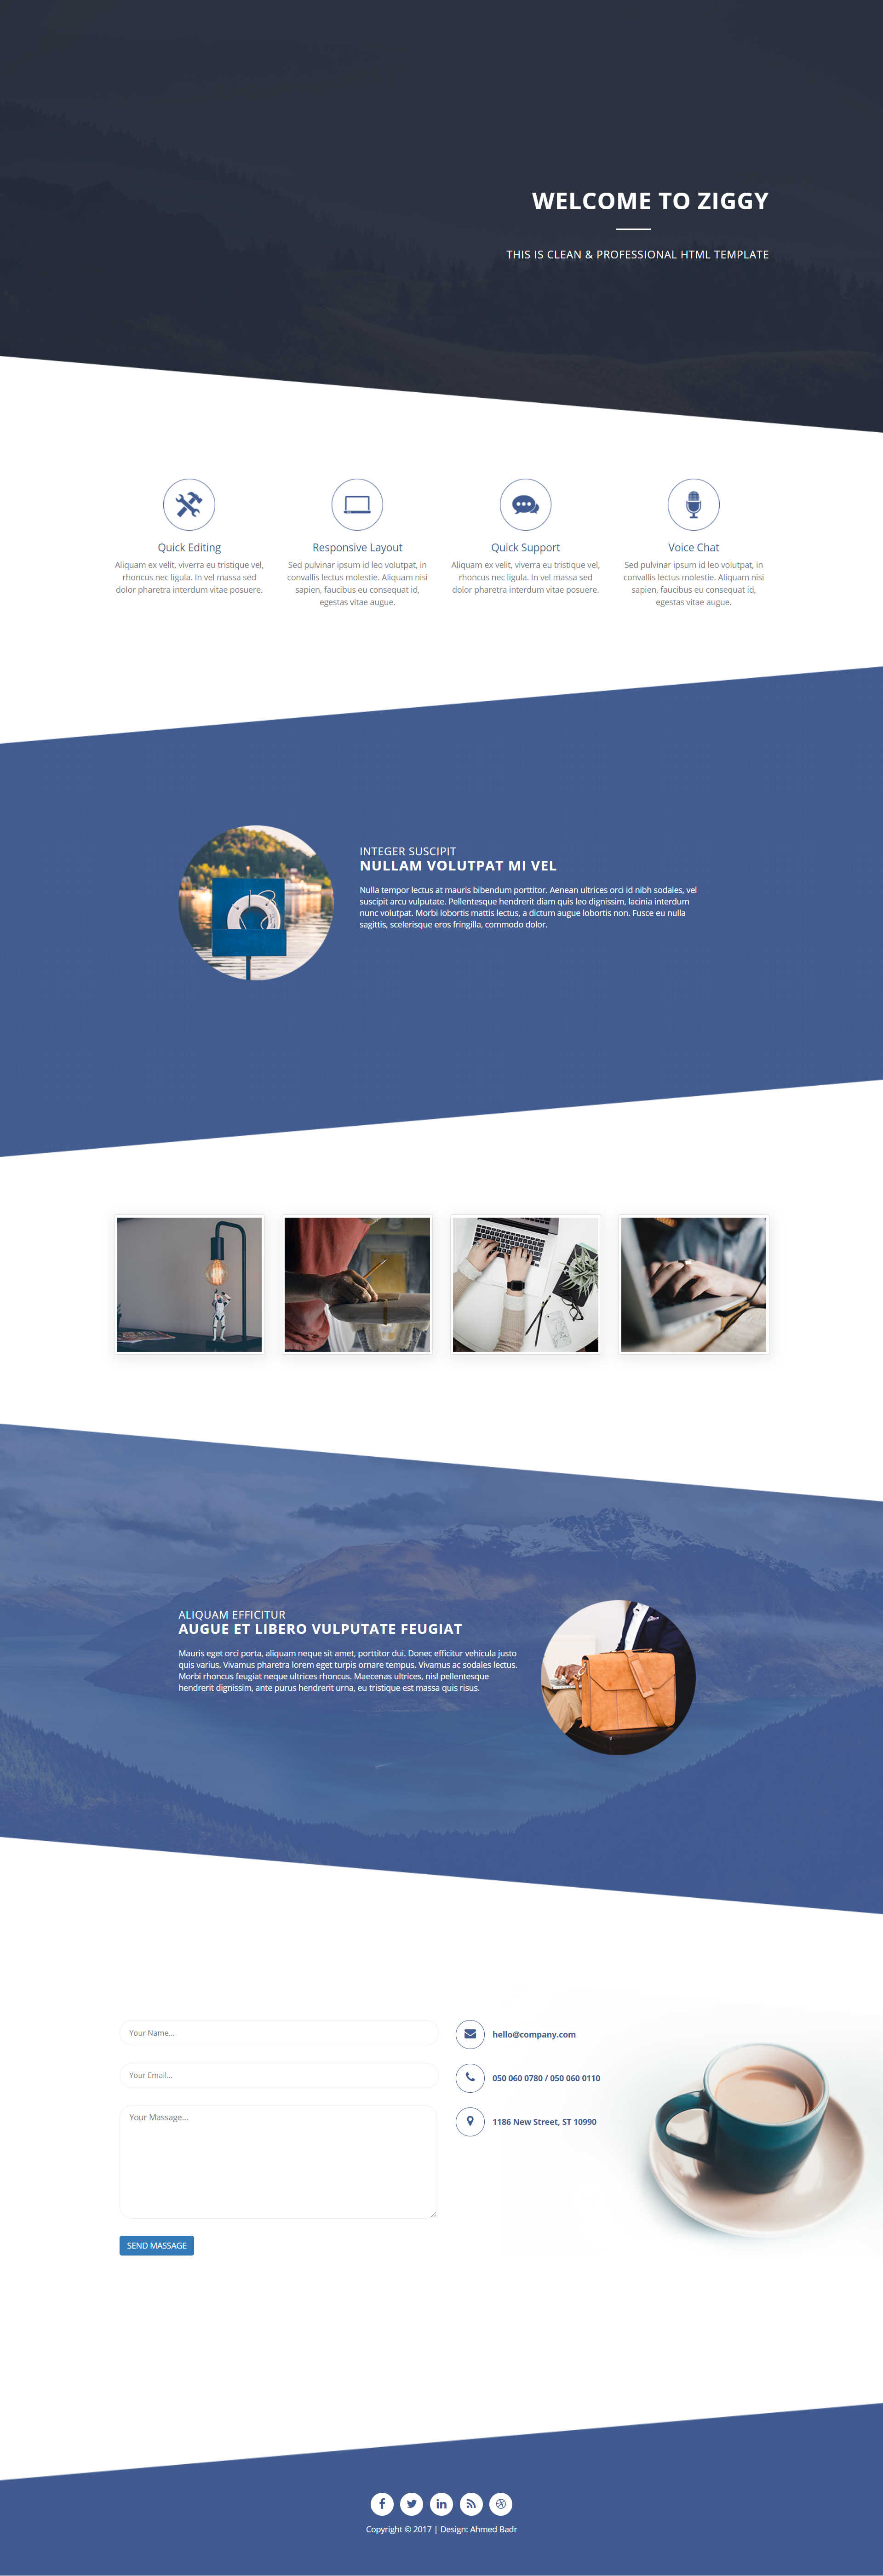 WELCOME TO ZIGGY
THIS IS CLEAN & PROFESSIONAL HTML TEMPLATE
Quick Editing
Aliquam ex velit, viverra eu tristique vel,
rhoncus nec ligula. In vel massa sed
dolor pharetra interdum vitae posuere.
Responsive Layout
Sed pulvinar ipsum id leo volutpat, in
convallis lectus molestie. Aliquam nisi
sapien, faucibus eu consequat id,
egestas vitae augue.
Quick Support
Aliquam ex velit, viverra eu tristique vel,
rhoncus nec ligula. In vel massa sed
dolor pharetra interdum vitae posuere.
Voice Chat
Sed pulvinar ipsum id leo volutpat, in
convallis lectus molestie. Aliquam nisi
sapien, faucibus eu consequat id,
egestas vitae augue.
INTEGER SUSCIPIT
NULLAM VOLUTPAT MI VEL
Nulla tempor lectus at mauris bibendum porttitor. Aenean ultrices orci id nibh sodales, vel
suscipit arcu vulputate. Pellentesque hendrerit diam quis leo dignissim, lacinia interdum
nunc volutpat. Morbi lobortis mattis lectus, a dictum augue lobortis non. Fusce eu nulla
sagittis, scelerisque eros fringilla, commodo dolor.
ALIQUAM EFFICITUR
AUGUE ET LIBERO VULPUTATE FEUGIAT
Mauris eget orci porta, aliquam neque sit amet, porttitor dui. Donec efficitur vehicula justo
quis varius. Vivamus pharetra lorem eget turpis ornare tempus. Vivamus ac sodales lectus.
Morbi rhoncus feugiat neque ultrices rhoncus. Maecenas ultrices, nisl pellentesque
hendrerit dignissim, ante purus hendrerit urna, eu tristique est massa quis risus.
Your Name...
Your Email...
Your Massage...
SEND MASSAGE
hello@company.com
050 060 0780 / 050 060 0110
1186 New Street, ST 10990
Copyright © 2017 | Design: Ahmed Badr